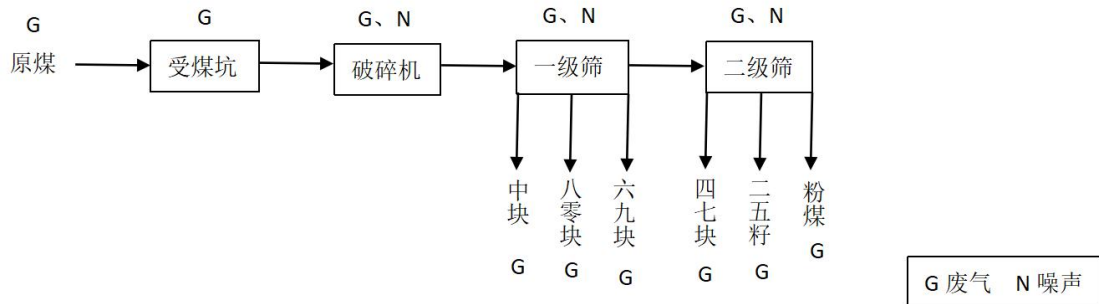 G
G
G、N
G、N
G、N
原煤
受煤坑
破碎机
一级筛
二级筛
中块
八零块
六九块
四七块
二五籽
粉煤
G
G
G
G
G
G
G 废气 N 噪声